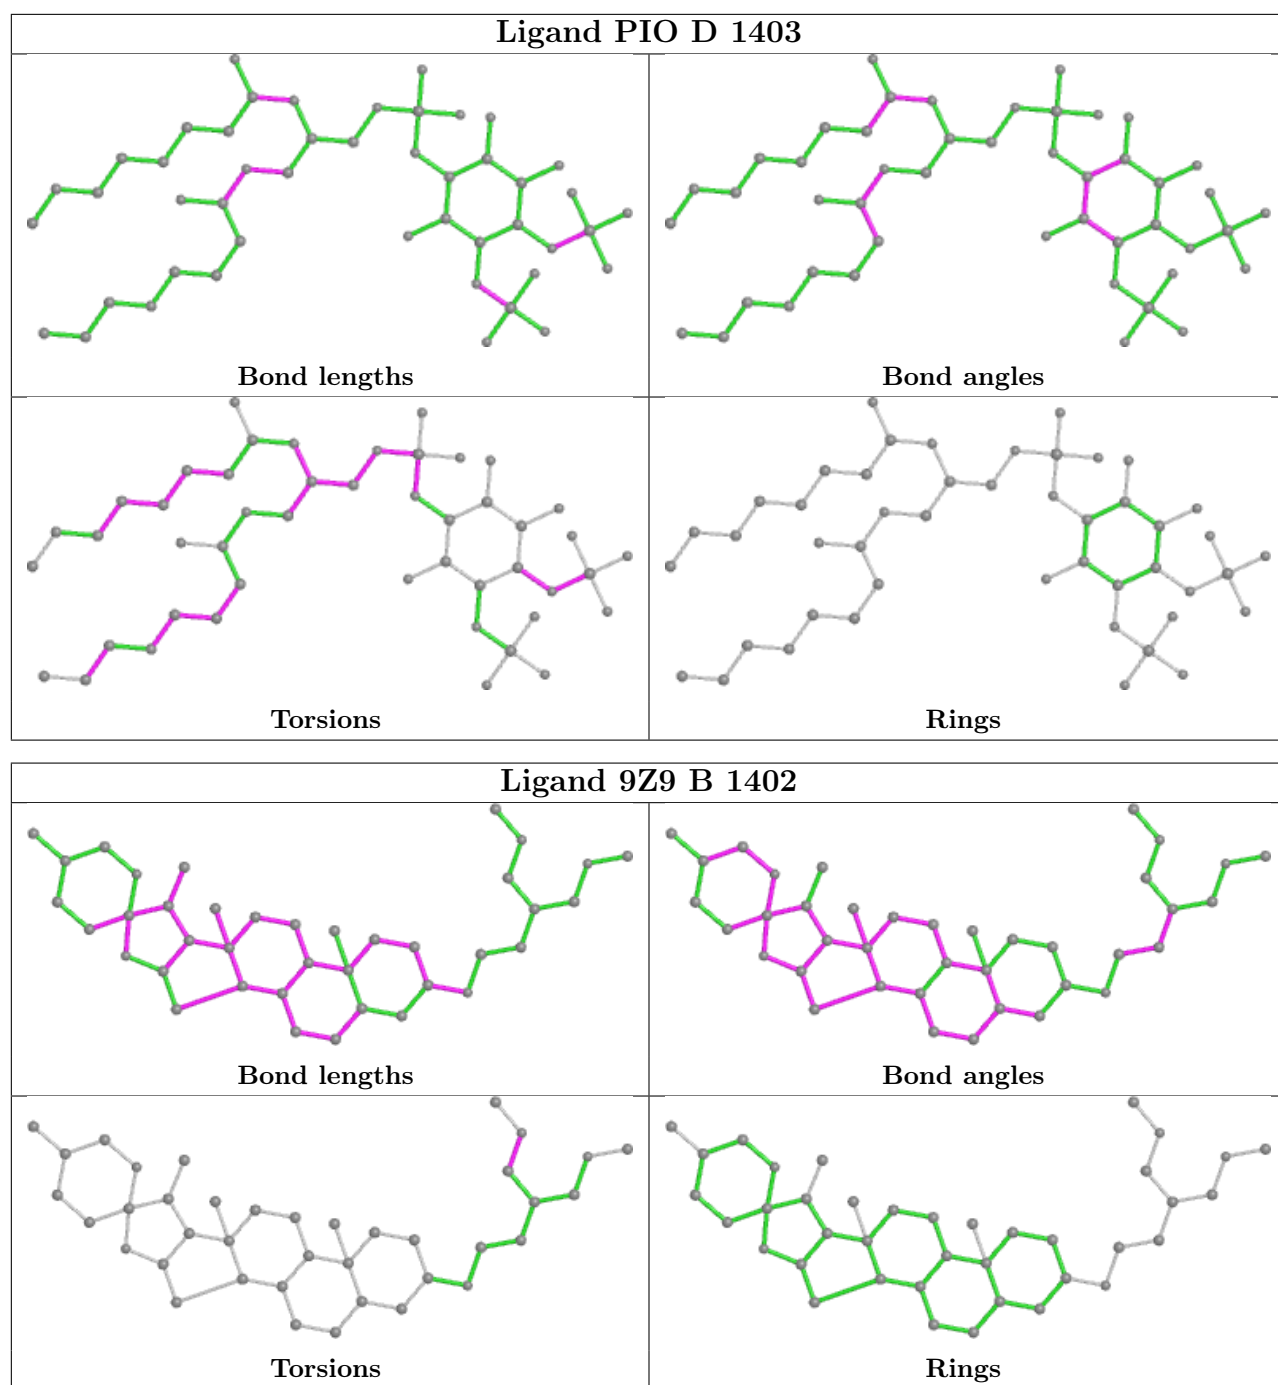 Ligand PIO D 1403
Bond lengths
Bond angles
Torsions
Rings
Ligand 9Z9 B 1402
Bond lengths
Bond angles
Torsions
Rings